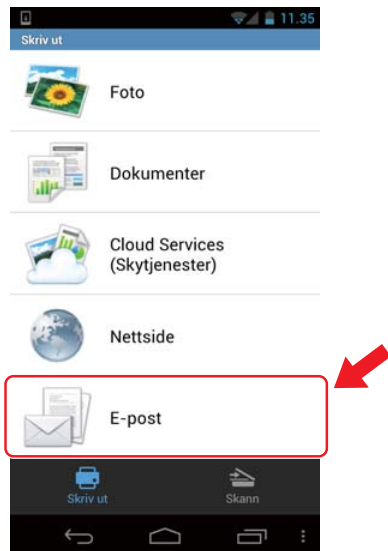 11.35
Skriv ut
Foto
Dokumenter
Cloud Services
(Skytjenester)
Nettside
E-post
Skriv ut
Skann